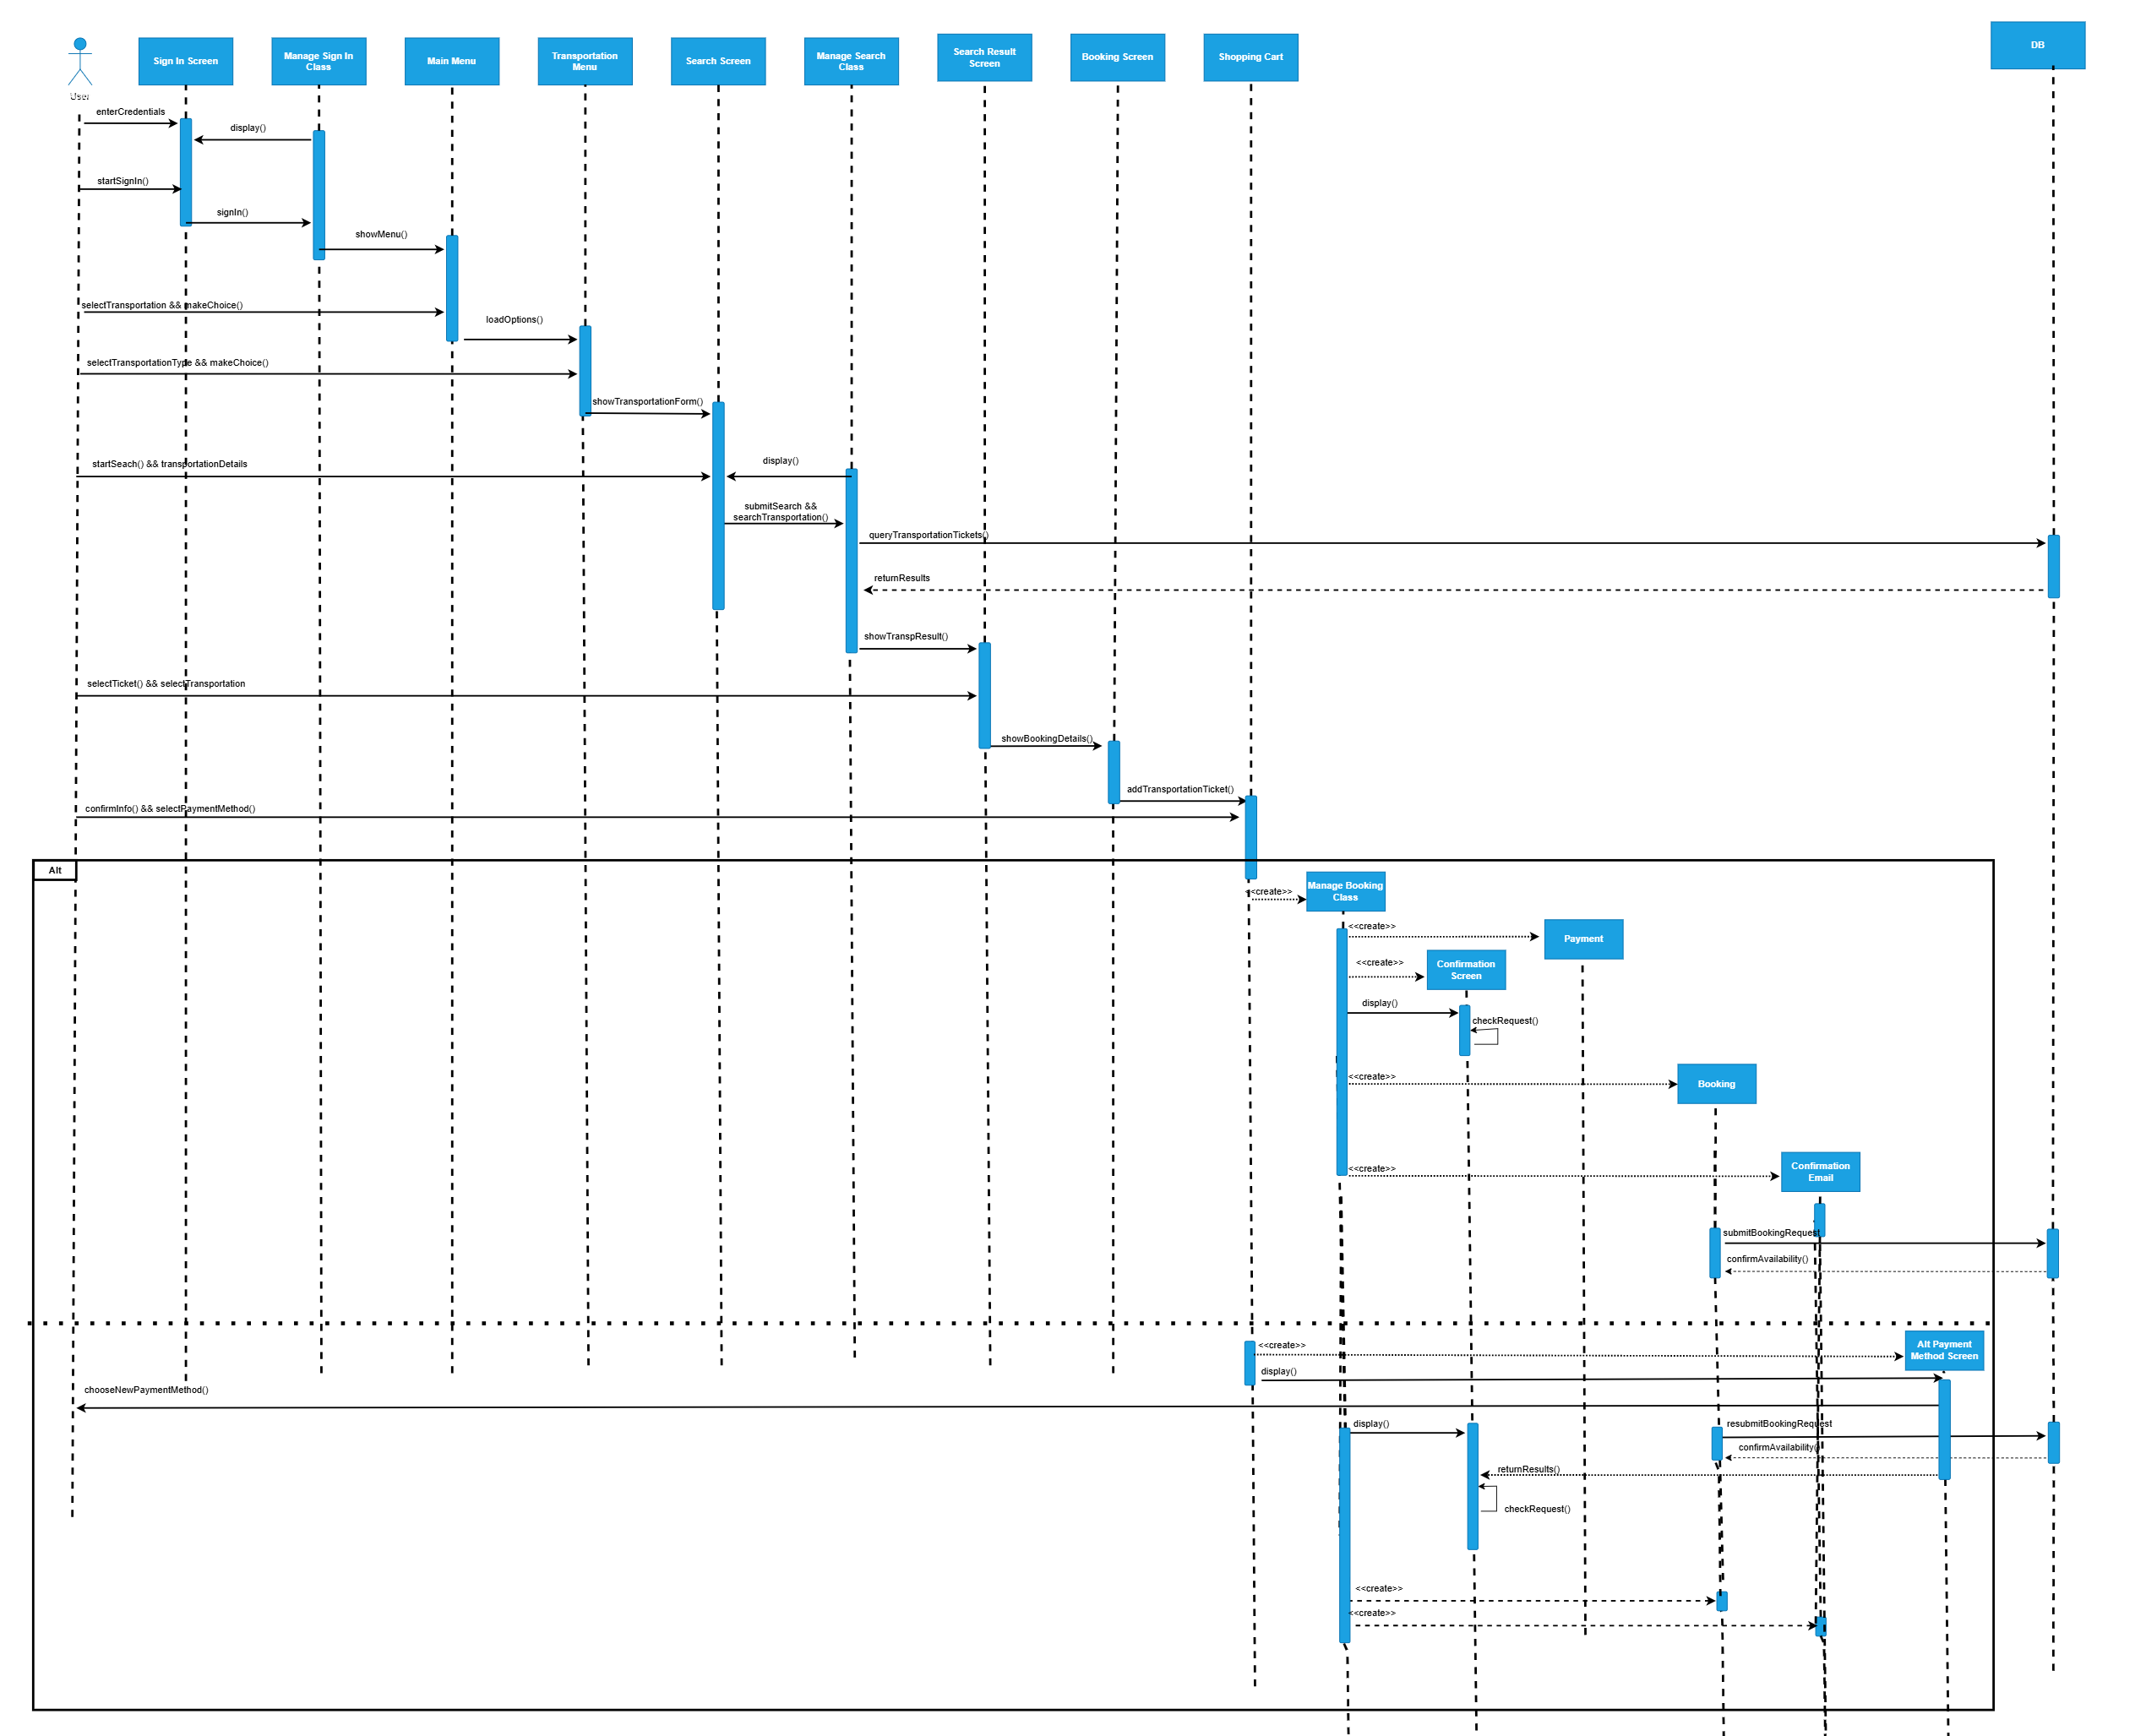 DB
Sign In Screen
Manage Sign In
Class
Main Menu
Transportation
Menu
Search Screen
Manage Search
Class
Search Result
Screen
Booking Screen
Shopping Cart
User
enterCredentials
display()
startSignIn()
signIn()
showMenu()
selectTransportation && makeChoice()
loadOptions()
selectTransportationType && makeChoice()
showTransportationForm()
startSeach() && transportationDetails
display()
submitSearch &&
searchTransportation()
queryTransportationTickets()
returnResults
showTranspResult()
selectTicket() && selectTransportation
showBookingDetails()
addTransportationTicket()
confirmInfo() && selectPaymentMethod()
Alt
<<create>>
Manage Booking
Class
<<create>>
Payment
<<create>>
Confirmation
Screen
display()
checkRequest()
<<create>>
Booking
<<create>>
Confirmation
Email
submitBookingRequest
confirmAvailability()
<<create>>
Alt Payment
Method Screen
display()
chooseNewPaymentMethod()
display()
resubmitBookingRequest
confirmAvailability()
returnResults()
checkRequest()
<<create>>
<<create>>